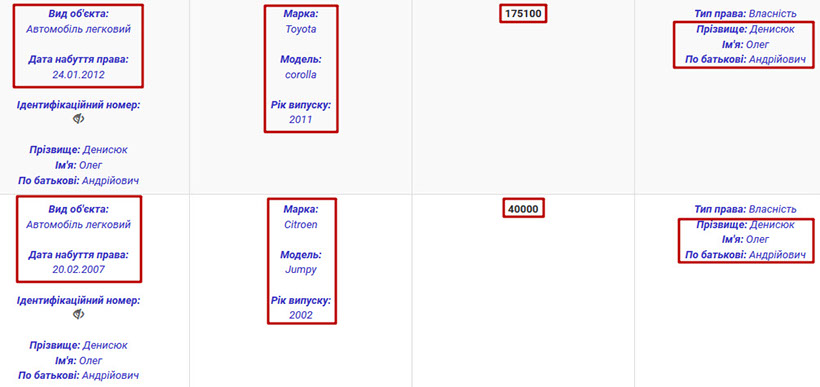 Вид об'єкта:
Автомобіль легковий
Дата набуття права:
24.01.2012
Ідентифікаційний номер:
Прізвище: Денисюк
Ім'я: Олег
По батькові: Андрійович
Марка:
Toyota
Модель:
corolla
Рік випуску:
2011
175100
Тип права: Власність
Прізвище: Денисюк
Ім'я: Олег
По батькові: Андрійович
Вид об'єкта:
Автомобіль легковий
Дата набуття права:
20.02.2007
Ідентифікаційний номер:
Прізвище: Денисюк
Ім'я: Олег
По батькові: Андрійович
Марка:
Citroen
Модель:
Jumpy
Рік випуску:
2002
40000
Тип права: Власність
Прізвище: Денисюк
Ім'я: Олег
По батькові: Андрійович